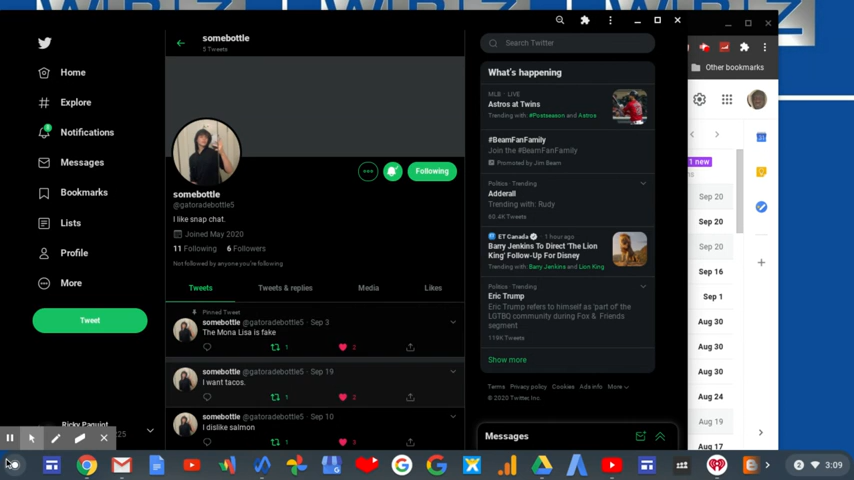 somebottle
5 Tweets
Search Twitter
Home
Explore
Notifications
Messages
Bookmarks
Lists
Profile
More
Tweet
Following
somebottle
@gatoradebottle5
I like snap chat.
Joined May 2020
11 Following 6 Followers
Not followed by anyone you're following
Tweets
Tweets & replies
Media
Likes
Pinned Tweet
somebottle @gatoradebottle5 · Sep 3
The Mona Lisa is fake
1 2
somebottle @gatoradebottle5 · Sep 19
I want tacos.
1 2
somebottle @gatoradebottle5 · Sep 10
I dislike salmon
1 3
What's happening
MLB · LIVE
Astros at Twins
Trending with: #Postseason and Astros
#BeamFanFamily
Join the #BeamFanFamily
Promoted by Jim Beam
Politics · Trending
Adderall
Trending with: Rudy
80.4K Tweets
ET Canada · 1 hour ago
Barry Jenkins To Direct 'The Lion
King' Follow-Up For Disney
Trending with: Barry Jenkins and Lion King
Politics · Trending
Eric Trump
Eric Trump refers to himself as 'part of the
LGTBQ community during Fox & Friends
segment
119K Tweets
Show more
Terms Privacy policy Cookies Ads info More
© 2020 Twitter, Inc.
Messages
Other bookmarks
1 new
Sep 20
Sep 20
Sep 20
Sep 16
Sep 1
Aug 30
Aug 30
Aug 30
Aug 24
Aug 19
Aug 17
2 3:09